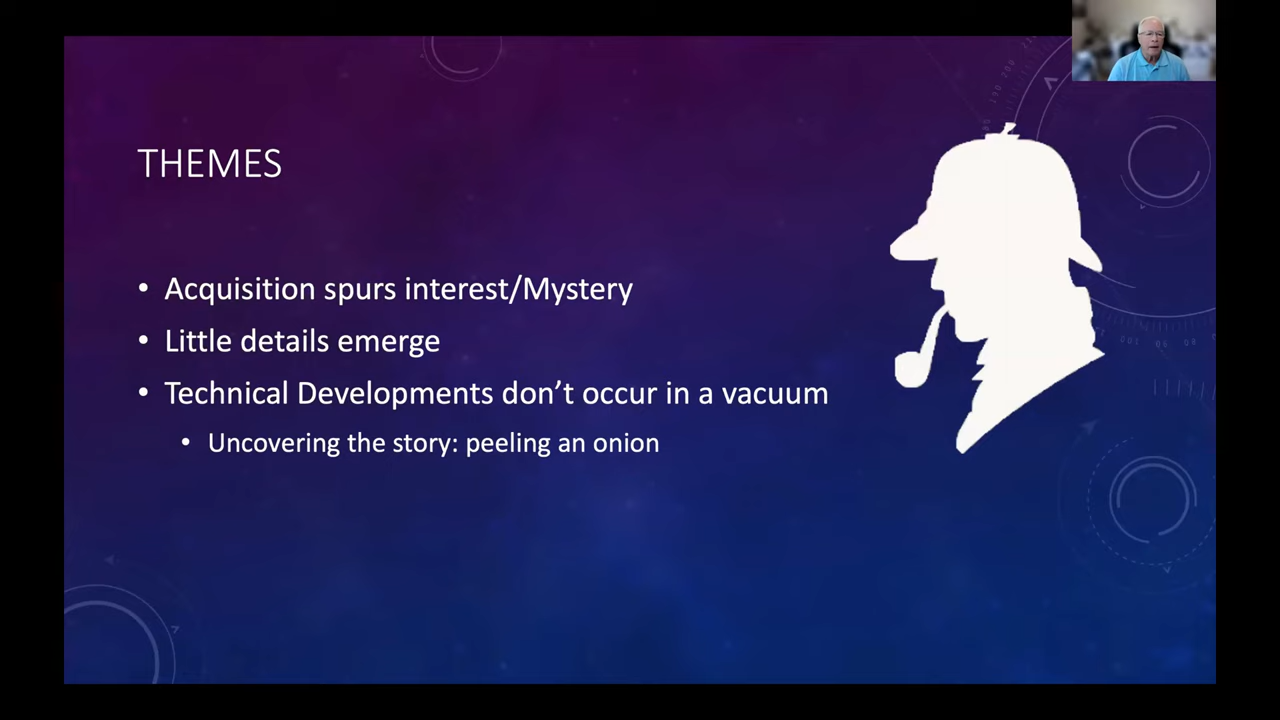 THEMES
• Acquisition spurs interest/Mystery
• Little details emerge
• Technical Developments don’t occur in a vacuum
• Uncovering the story: peeling an onion